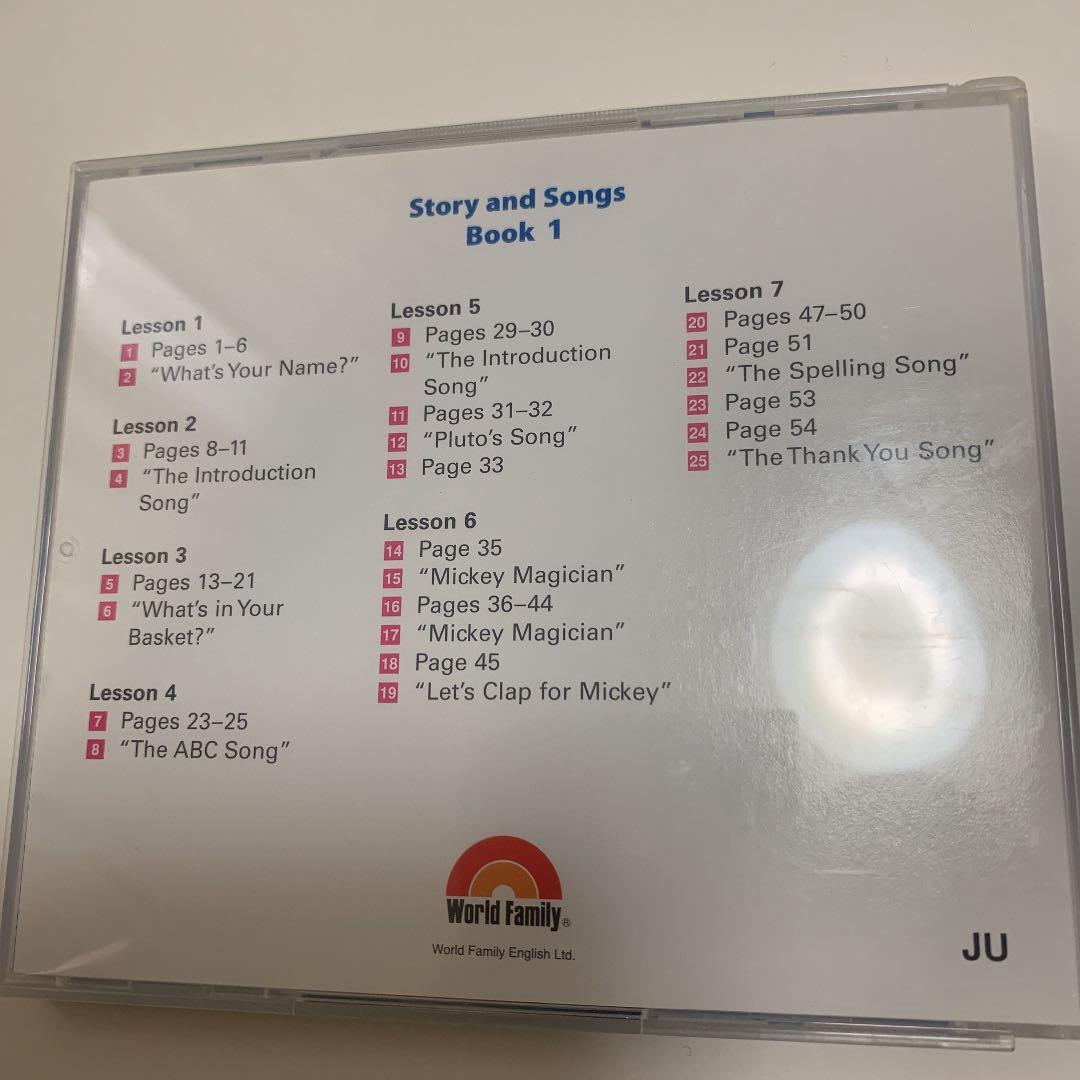 Story and Songs
Book 1
Lesson 1
1 Pages 1–6
2 “What’s Your Name?”
Lesson 2
3 Pages 8–11
4 “The Introduction
Song”
Lesson 3
5 Pages 13–21
6 “What’s in Your
Basket?”
Lesson 4
7 Pages 23–25
8 “The ABC Song”
Lesson 5
9 Pages 29–30
10 “The Introduction
Song”
11 Pages 31–32
12 “Pluto’s Song”
13 Page 33
Lesson 6
14 Page 35
15 “Mickey Magician”
16 Pages 36–44
17 “Mickey Magician”
18 Page 45
19 “Let’s Clap for Mickey”
Lesson 7
20 Pages 47–50
21 Page 51
22 “The Spelling Song”
23 Page 53
24 Page 54
25 “The Thank You Song”
World Family®
World Family English Ltd.
JU